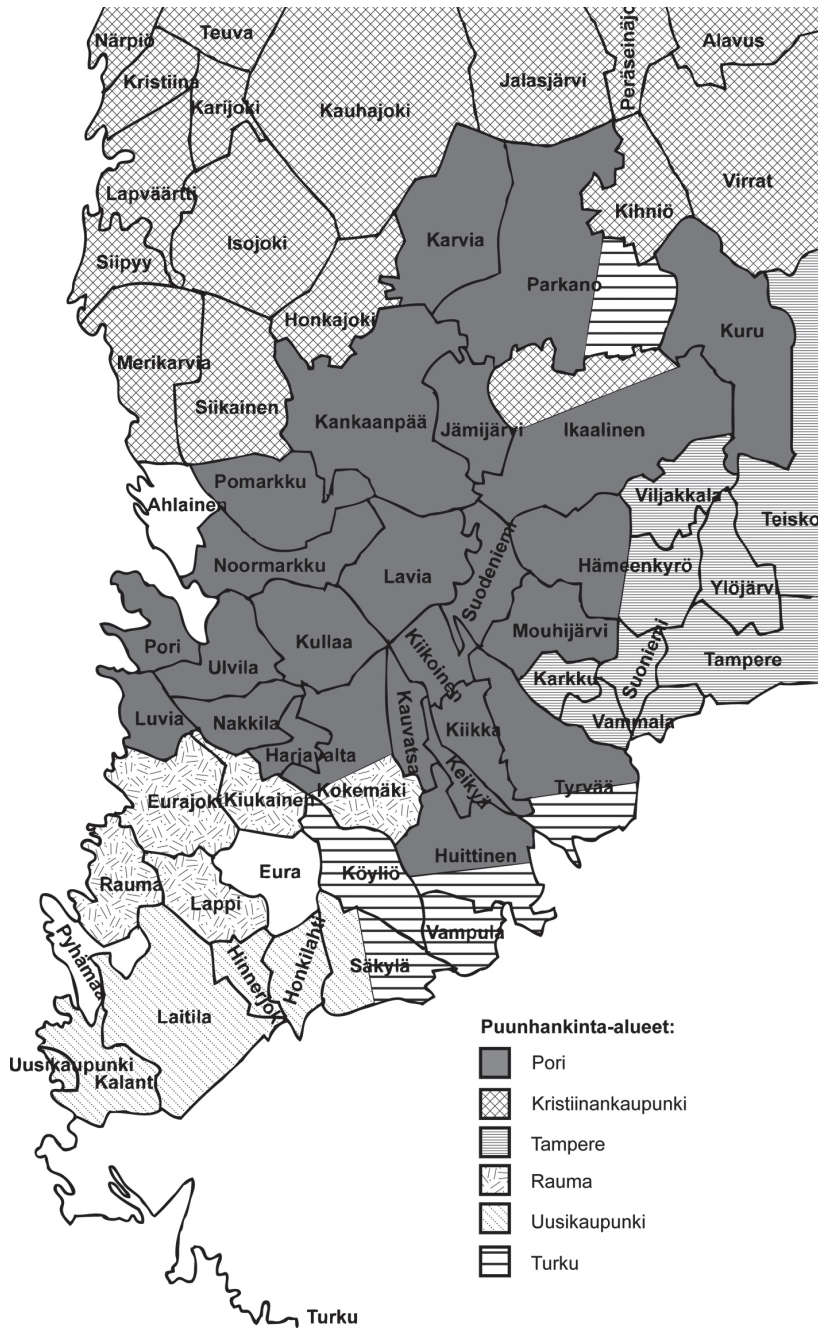 Närpiö
Teuva
Peräseinäjo
Alavus
Kristiina
Karijoki
Kauhajoki
Jalasjärvi
Lapväärtti
Virrat
Kihniö
Siipyy
Isojoki
Karvia
Parkano
Honkajoki
Kuru
Merikarvia
Siikainen
Kankaanpää
Jämijärvi
Ikaalinen
Pomarkku
Ahlainen
Viljakkala
Teisko
Noormarkku
Lavia
Suodeniemi
Hämeenkyrö
Ylöjärvi
Pori
Ulvila
Kullaa
Kiikoinen
Mouhijärvi
Suoniemi
Tampere
Karkku
Luvia
Nakkila
Kauvatsa
Kiikka
Vammala
Harjavalta
Keikyä
Tyrvää
Eurajoki
Kiukainen
Kokemäki
Huittinen
Rauma
Lappi
Eura
Köyliö
Vampula
Pyhämaa
Hinnerjoki
Honkilahti
Säkylä
Laitila
Uusikaupunki
Kalanti
Puunhankinta-alueet:
Pori
Kristiinankaupunki
Tampere
Rauma
Uusikaupunki
Turku
Turku